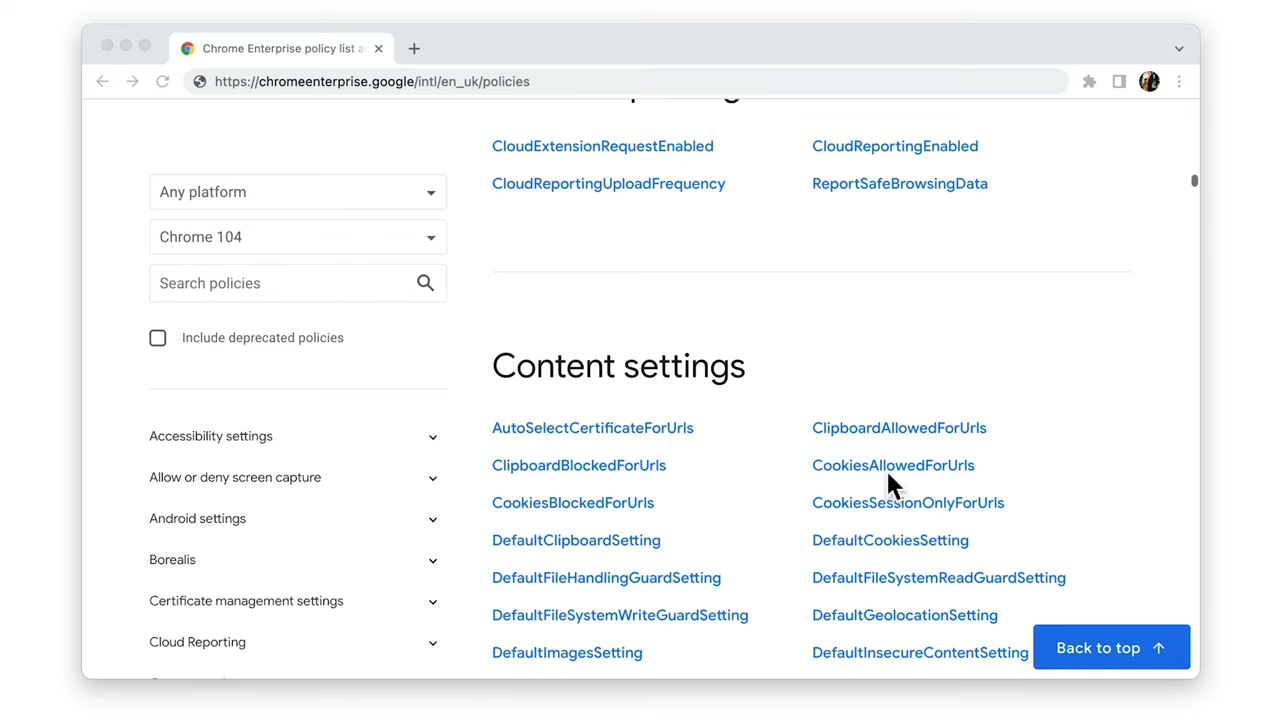 Chrome Enterprise policy list a
https://chromeenterprise.google/intl/en_uk/policies
Any platform
Chrome 104
Search policies
Include deprecated policies
Accessibility settings
Allow or deny screen capture
Android settings
Borealis
Certificate management settings
Cloud Reporting
CloudExtensionRequestEnabled
CloudReportingEnabled
CloudReportingUploadFrequency
ReportSafeBrowsingData
Content settings
AutoSelectCertificateForUrls
ClipboardAllowedForUrls
ClipboardBlockedForUrls
CookiesAllowedForUrls
CookiesBlockedForUrls
CookiesSessionOnlyForUrls
DefaultClipboardSetting
DefaultCookiesSetting
DefaultFileHandlingGuardSetting
DefaultFileSystemReadGuardSetting
DefaultFileSystemWriteGuardSetting
DefaultGeolocationSetting
DefaultImagesSetting
DefaultInsecureContentSetting
Back to top